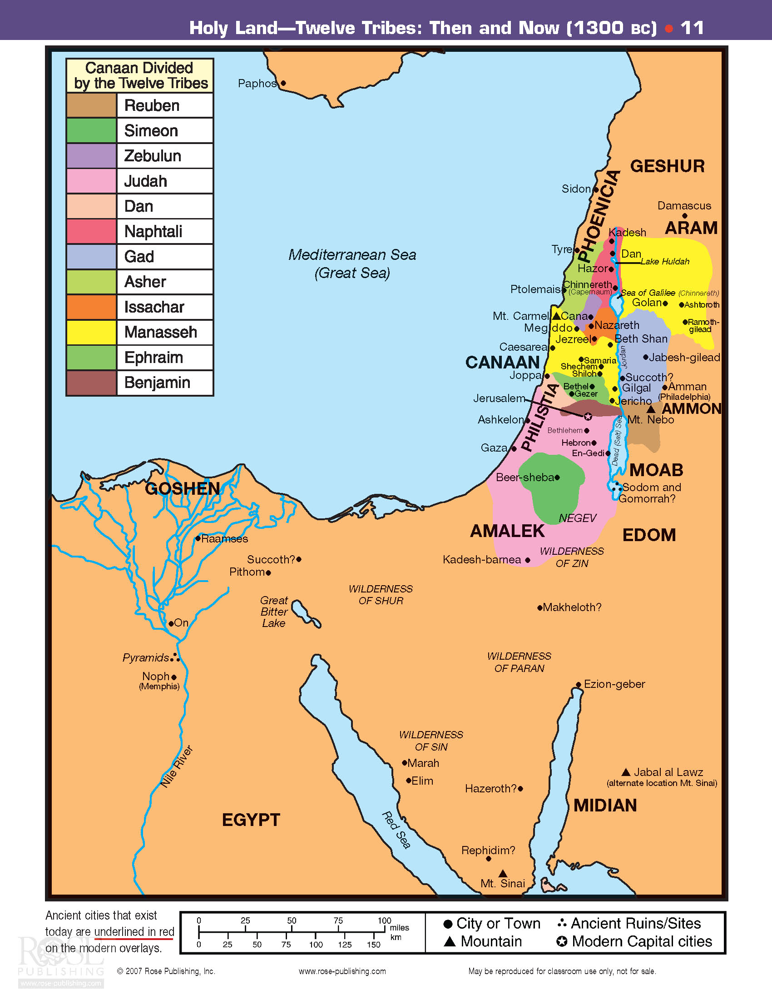 Holy Land—Twelve Tribes: Then and Now (1300 BC) • 11
Canaan Divided
by the Twelve Tribes
Reuben
Simeon
Zebulun
Judah
Dan
Naphtali
Gad
Asher
Issachar
Manasseh
Ephraim
Benjamin
Paphos
Mediterranean Sea
(Great Sea)
GESHUR
Sidon
PHOENICIA
Damascus
ARAM
Kadesh
Tyre
Dan
Lake Huldah
Hazor
Ptolemais
Chinnereth
(Capernaum)
Sea of Galilee (Chinnereth)
Golan
Ashtoroth
Mt. Carmel
Cana
Ramoth-
gilead
Megiddo
Nazareth
Jezreel
Beth Shan
Caesarea
Jordan
Jabesh-gilead
CANAAN
Samaria
Shechem
Shiloh
Joppa
Succoth?
Bethel
Gilgal
Amman
(Philadelphia)
Gezer
Jerusalem
PHILISTIA
Jericho
AMMON
Ashkelon
Mt. Nebo
Bethlehem
Dead (Salt) Sea
Hebron
Gaza
En-Gedi
MOAB
Beer-sheba
Sodom and
Gomorrah?
NEGEV
AMALEK
EDOM
WILDERNESS
OF ZIN
Kadesh-barnea
GOSHEN
Raamses
Succoth?
Pithom
WILDERNESS
OF SHUR
Great
Bitter
Lake
Makheloth?
On
Pyramids
WILDERNESS
OF PARAN
Noph
(Memphis)
Ezion-geber
WILDERNESS
OF SIN
Nile River
Marah
Elim
Jabal al Lawz
(alternate location Mt. Sinai)
Hazeroth?
MIDIAN
EGYPT
Red Sea
Rephidim?
Mt. Sinai
Ancient cities that exist
today are underlined in red
on the modern overlays.
0 25 50 75 100
miles
km
0 25 50 75 100 125 150
City or Town
Ancient Ruins/Sites
Mountain
Modern Capital cities
ROSE
PUBLISHING
www.rose-publishing.com
© 2007 Rose Publishing, Inc.
www.rose-publishing.com
May be reproduced for classroom use only, not for sale.